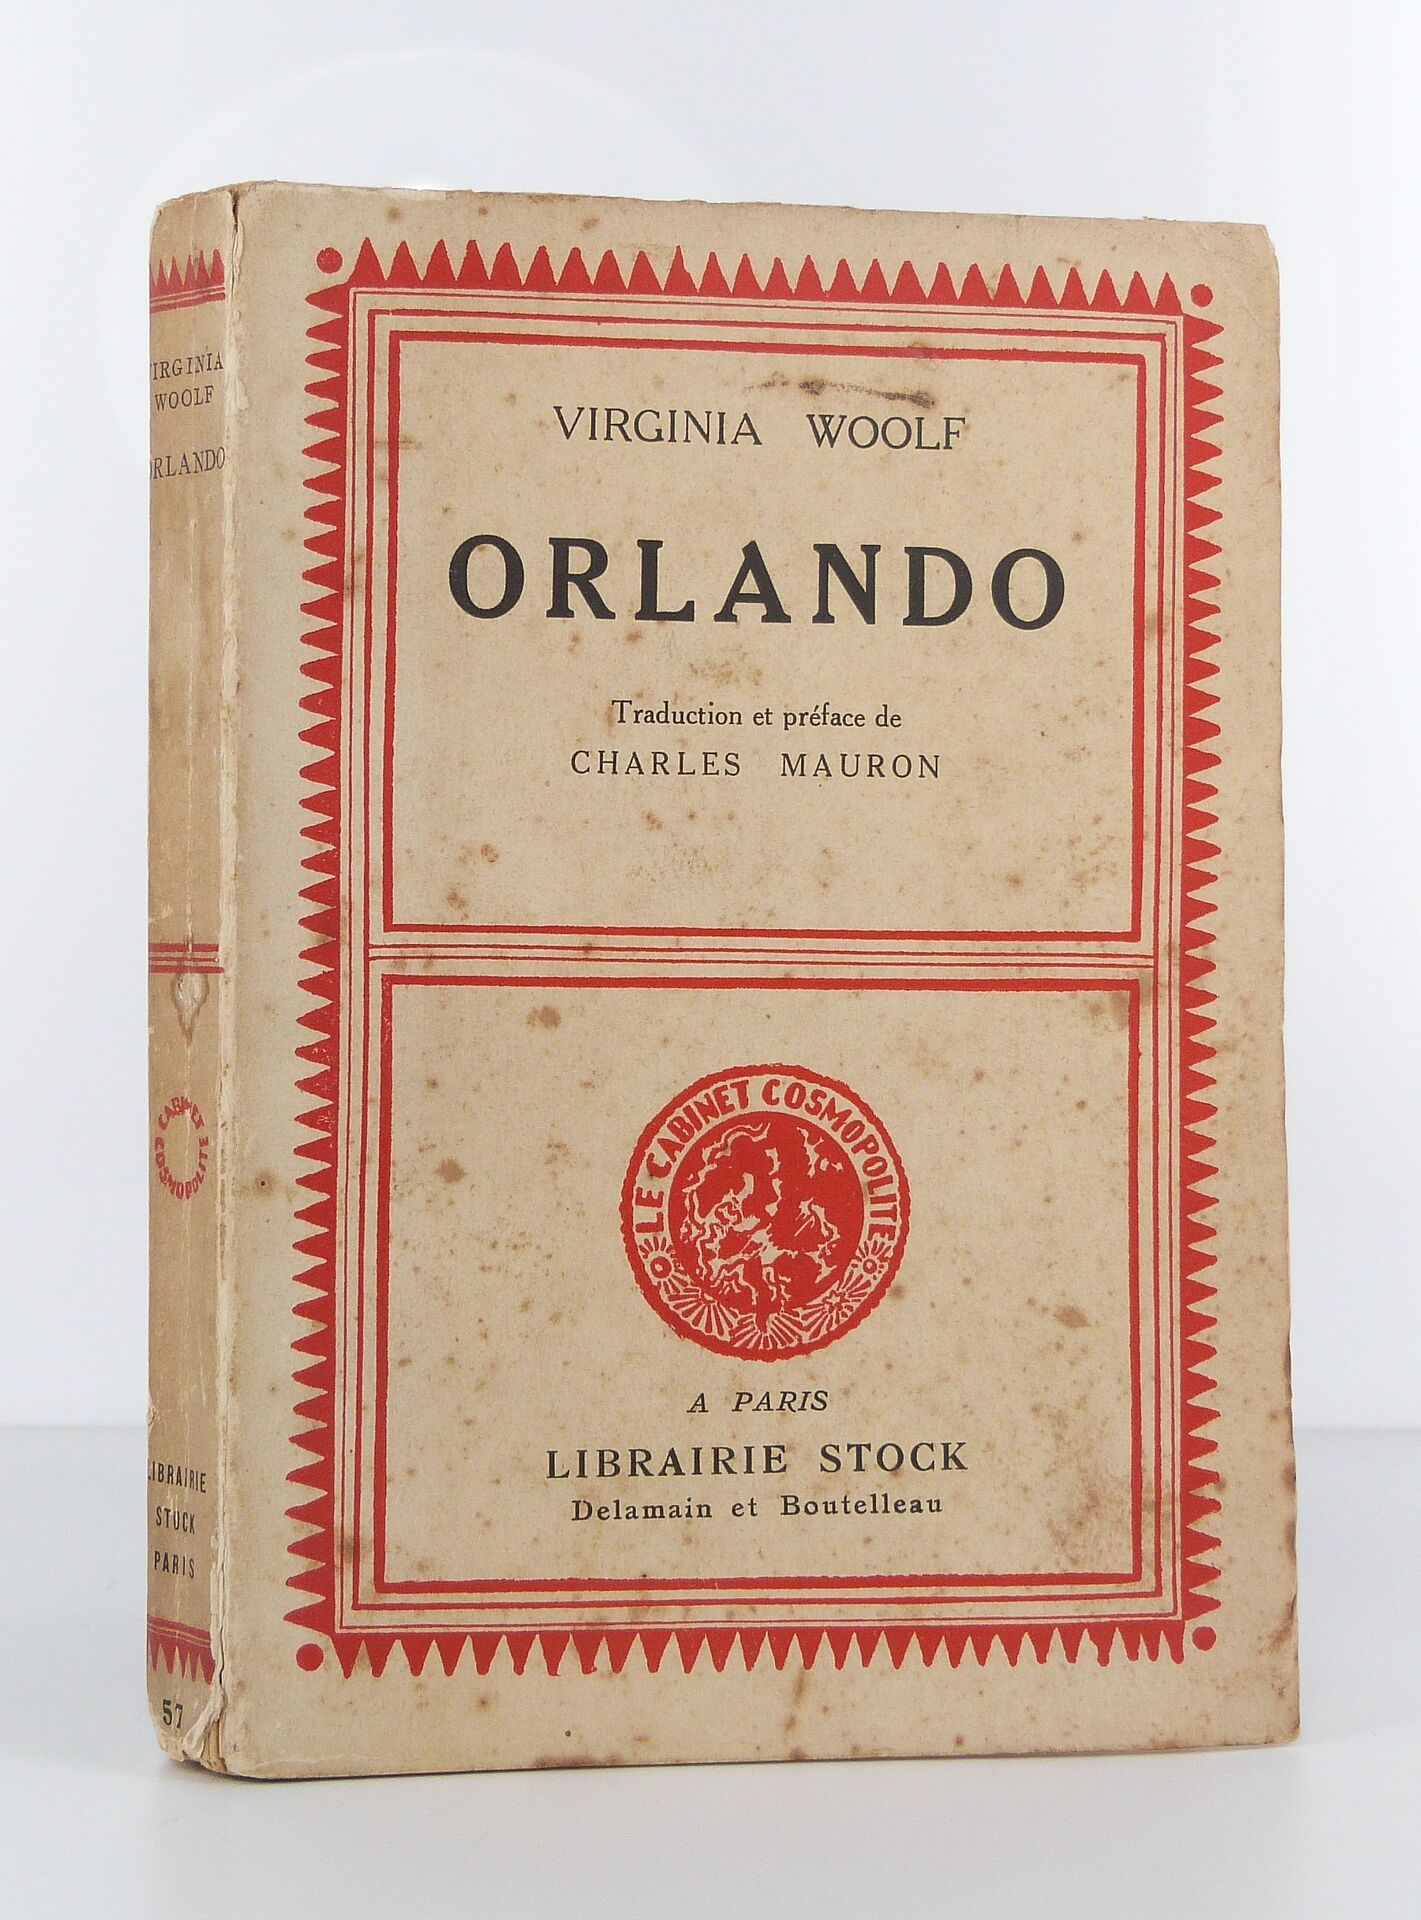 VIRGINIA WOOLF
ORLANDO
Traduction et préface de
CHARLES MAURON
LE CABINET COSMOPOLITE
A PARIS
LIBRAIRIE STOCK
Delamain et Boutelleau
VIRGINIA
WOOLF
ORLANDO
CABINET COSMOPOLITE
LIBRAIRIE
STOCK
PARIS
57